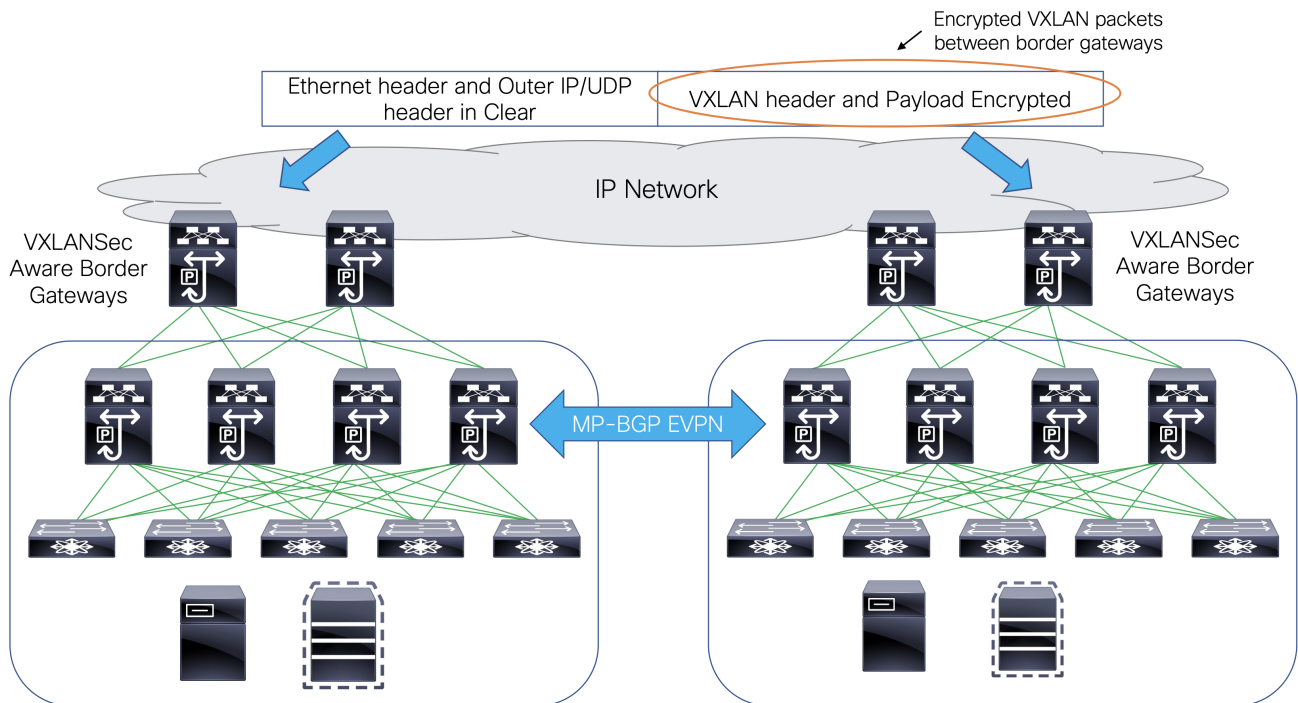 Encrypted VXLAN packets
between border gateways
Ethernet header and Outer IP/UDP
header in Clear
VXLAN header and Payload Encrypted
IP Network
VXLANSec
Aware Border
Gateways
P
P
P
P
VXLANSec
Aware Border
Gateways
P
P
P
P
MP-BGP EVPN
P
P
P
P